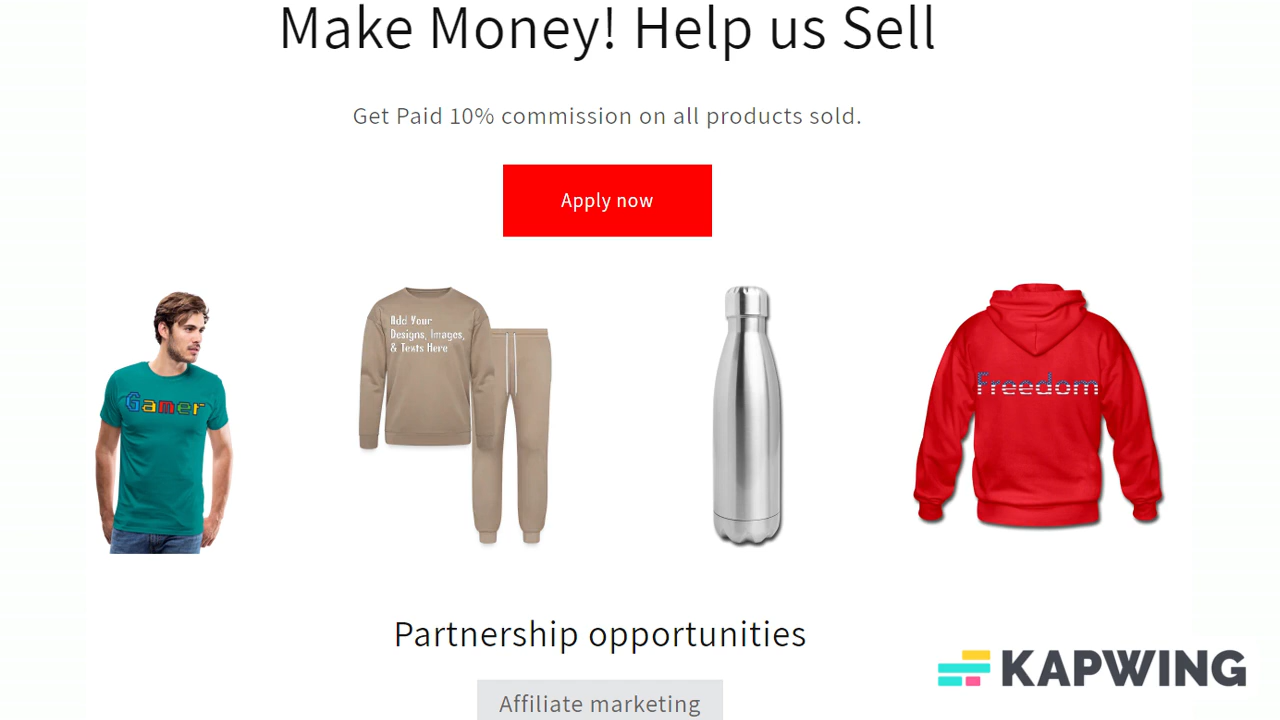 Make Money! Help us Sell
Get Paid 10% commission on all products sold.
Apply now
Gamer
Add Your
Designs, Images,
& Texts Here
Freedom
Partnership opportunities
Affiliate marketing
KAPWING